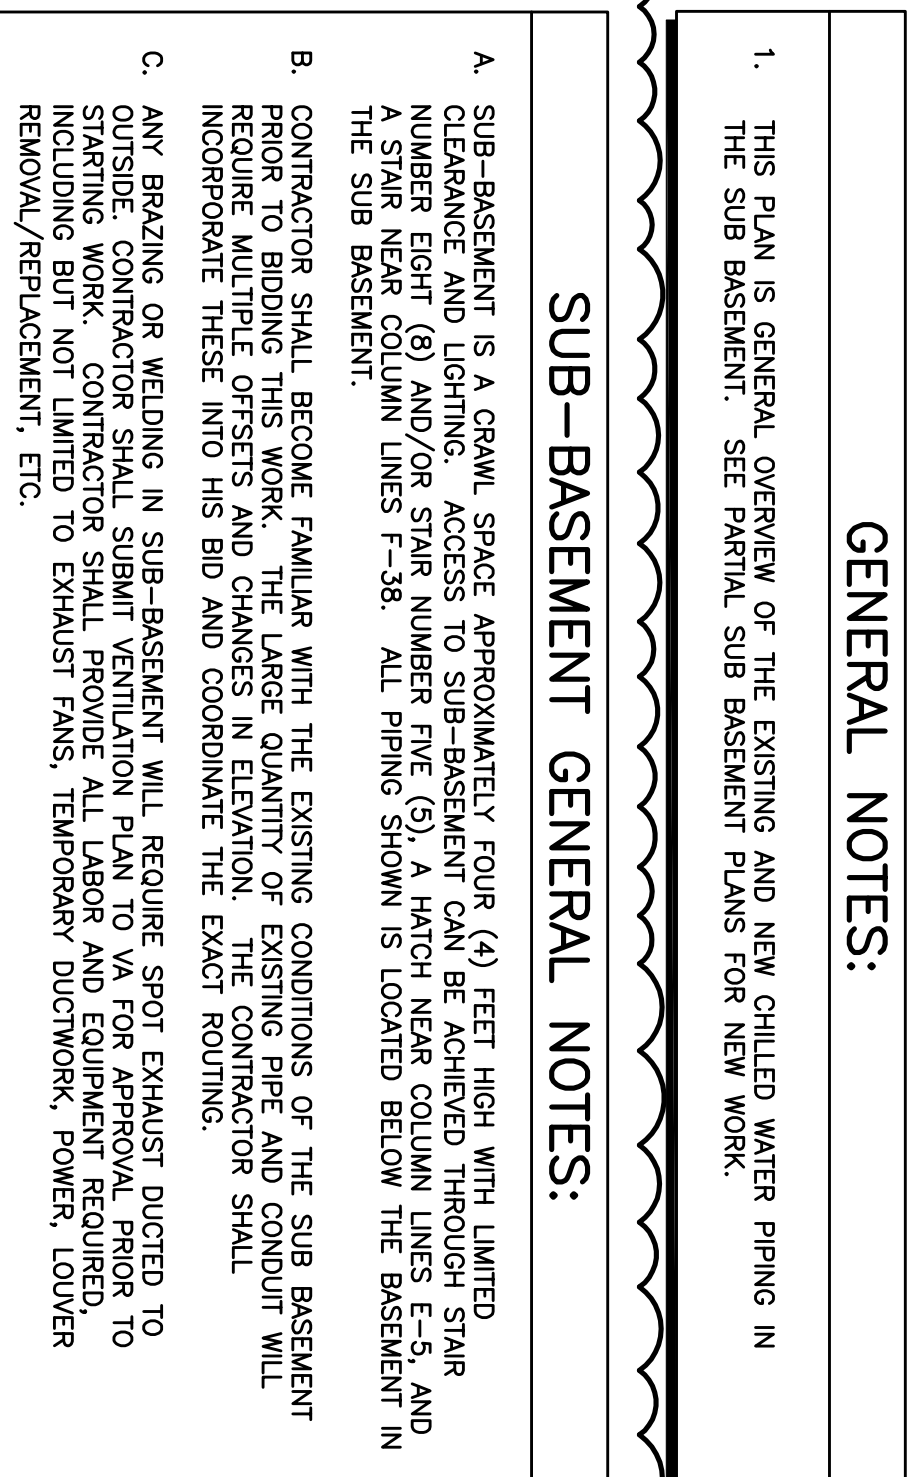 GENERAL NOTES:
1. THIS PLAN IS GENERAL OVERVIEW OF THE EXISTING AND NEW CHILLED WATER PIPING IN
THE SUB BASEMENT. SEE PARTIAL SUB BASEMENT PLANS FOR NEW WORK.
SUB-BASEMENT GENERAL NOTES:
A. SUB-BASEMENT IS A CRAWL SPACE APPROXIMATELY FOUR (4) FEET HIGH WITH LIMITED
CLEARANCE AND LIGHTING. ACCESS TO SUB-BASEMENT CAN BE ACHIEVED THROUGH STAIR
NUMBER EIGHT (8) AND/OR STAIR NUMBER FIVE (5), A HATCH NEAR COLUMN LINES E-5, AND
A STAIR NEAR COLUMN LINES F-38. ALL PIPING SHOWN IS LOCATED BELOW THE BASEMENT IN
THE SUB BASEMENT.
B. CONTRACTOR SHALL BECOME FAMILIAR WITH THE EXISTING CONDITIONS OF THE SUB BASEMENT
PRIOR TO BIDDING THIS WORK. THE LARGE QUANTITY OF EXISTING PIPE AND CONDUIT WILL
REQUIRE MULTIPLE OFFSETS AND CHANGES IN ELEVATION. THE CONTRACTOR SHALL
INCORPORATE THESE INTO HIS BID AND COORDINATE THE EXACT ROUTING.
C. ANY BRAZING OR WELDING IN SUB-BASEMENT WILL REQUIRE SPOT EXHAUST DUCTED TO
OUTSIDE. CONTRACTOR SHALL SUBMIT VENTILATION PLAN TO VA FOR APPROVAL PRIOR TO
STARTING WORK. CONTRACTOR SHALL PROVIDE ALL LABOR AND EQUIPMENT REQUIRED,
INCLUDING BUT NOT LIMITED TO EXHAUST FANS, TEMPORARY DUCTWORK, POWER, LOUVER
REMOVAL/REPLACEMENT, ETC.